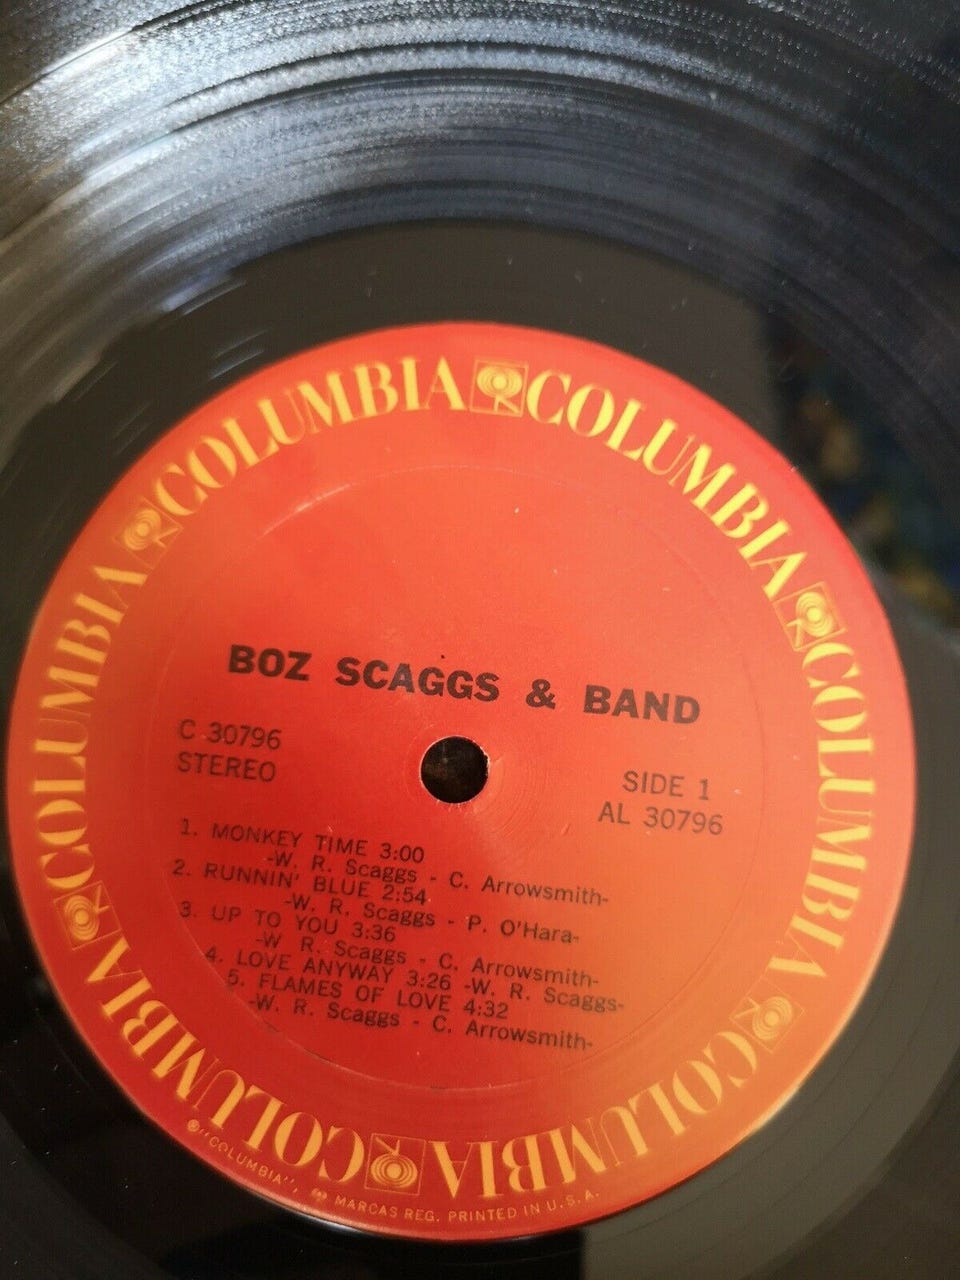 COLUMBIA COLUMBIA COLUMBIA COLUMBIA COLUMBIA COLUMBIA
BOZ SCAGGS & BAND
C 30796
STEREO
SIDE 1
AL 30796
1. MONKEY TIME 3:00
-W. R. Scaggs - C. Arrowsmith-
2. RUNNIN' BLUE 2:54
-W. R. Scaggs - P. O'Hara-
3. UP TO YOU 3:36
-W R. Scaggs - C. Arrowsmith-
4. LOVE ANYWAY 3:26 -W. R. Scaggs-
5. FLAMES OF LOVE 4:32
-W. R. Scaggs - C. Arrowsmith-
® "COLUMBIA", MARCAS REG. PRINTED IN U.S.A.